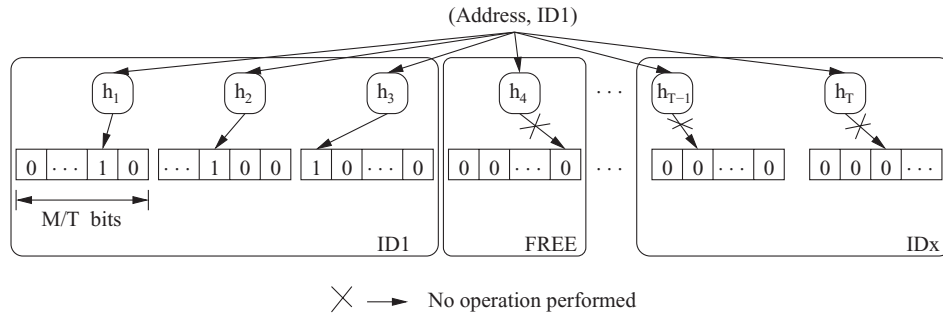 (Address, ID1)
h1 h2 h3 h4 ... hT−1 hT
0 ... 1 0 ... 1 0 0 1 0 ... 0 0 0 ... 0 ... 0 0 ... 0 0 0 0 ...
M/T bits
ID1 FREE IDx
No operation performed